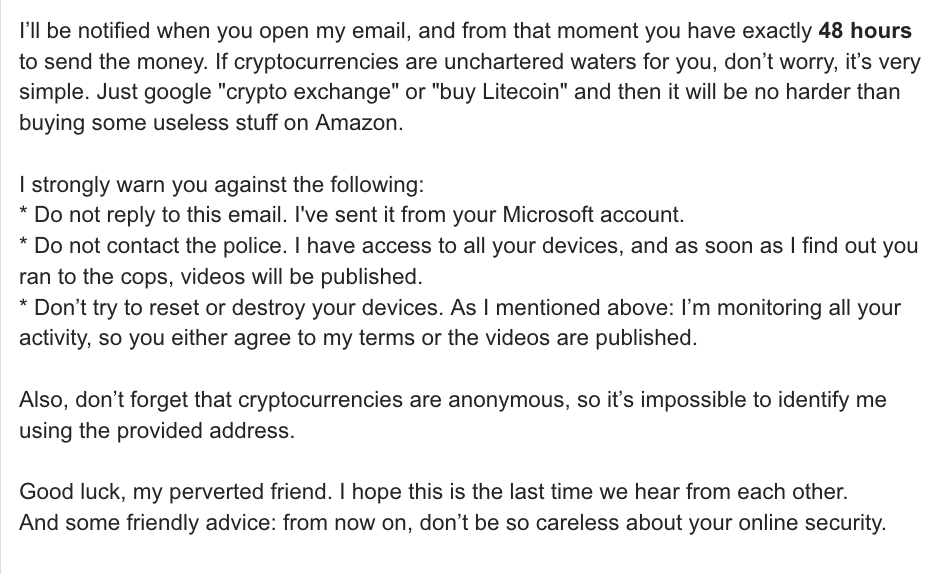 I’ll be notified when you open my email, and from that moment you have exactly 48 hours
to send the money. If cryptocurrencies are unchartered waters for you, don’t worry, it’s very
simple. Just google "crypto exchange" or "buy Litecoin" and then it will be no harder than
buying some useless stuff on Amazon.
I strongly warn you against the following:
* Do not reply to this email. I've sent it from your Microsoft account.
* Do not contact the police. I have access to all your devices, and as soon as I find out you
ran to the cops, videos will be published.
* Don’t try to reset or destroy your devices. As I mentioned above: I’m monitoring all your
activity, so you either agree to my terms or the videos are published.
Also, don’t forget that cryptocurrencies are anonymous, so it’s impossible to identify me
using the provided address.
Good luck, my perverted friend. I hope this is the last time we hear from each other.
And some friendly advice: from now on, don’t be so careless about your online security.